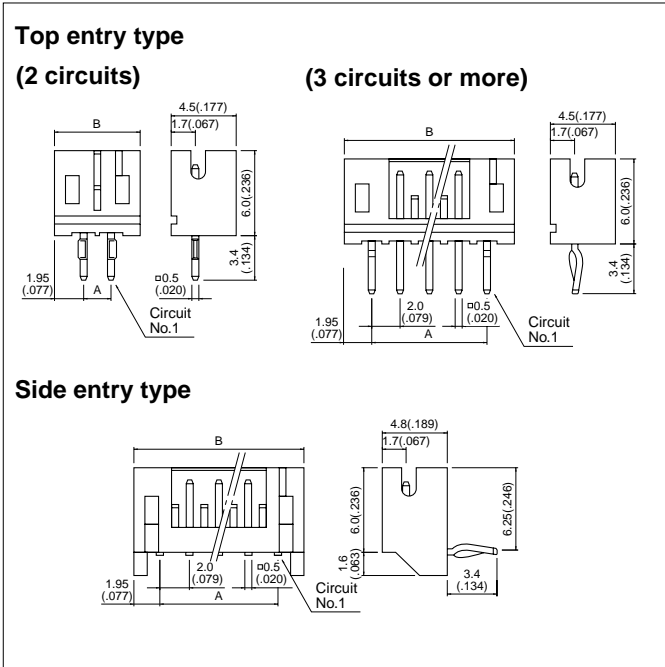 Top entry type
(2 circuits)
(3 circuits or more)
B
4.5(.177)
1.7(.067)
6.0(.236)
3.4
(.134)
1.95
(.077)
A
¤0.5
(.020)
Circuit
No.1
B
4.5(.177)
1.7(.067)
6.0(.236)
3.4
(.134)
1.95
(.077)
2.0
(.079)
¤0.5
(.020)
A
Circuit
No.1
Side entry type
B
4.8(.189)
1.7(.067)
6.0(.236)
1.6
(.063)
6.25(.246)
3.4
(.134)
1.95
(.077)
2.0
(.079)
¤0.5
(.020)
A
Circuit
No.1